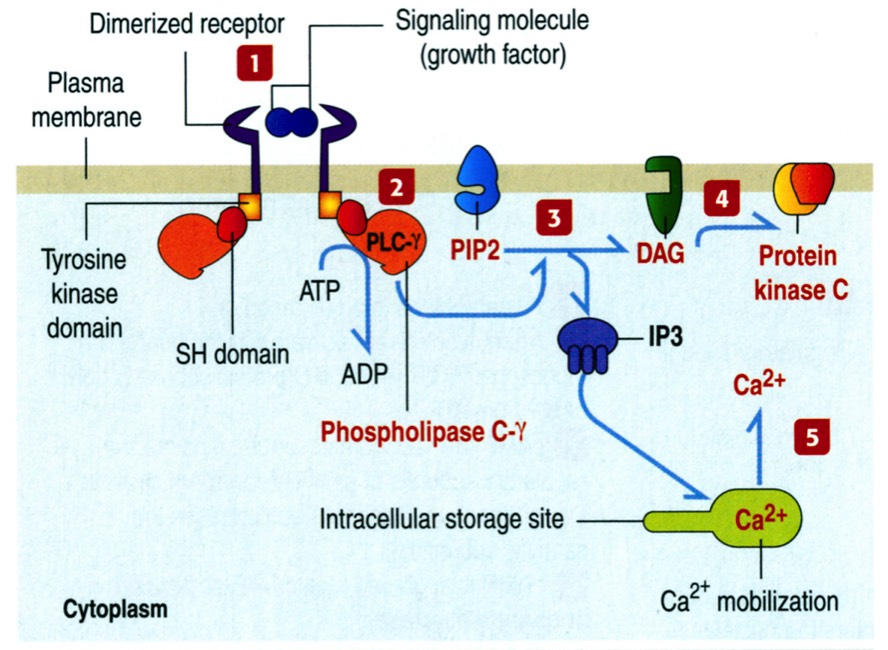 Dimerized receptor
Signaling molecule
(growth factor)
1
Plasma
membrane
2
PIP2
3
DAG
4
Protein
kinase C
PLC-γ
Tyrosine
kinase
domain
ATP
SH domain
ADP
IP3
Phospholipase C-γ
Ca2+
5
Intracellular storage site
Ca2+
Ca2+ mobilization
Cytoplasm